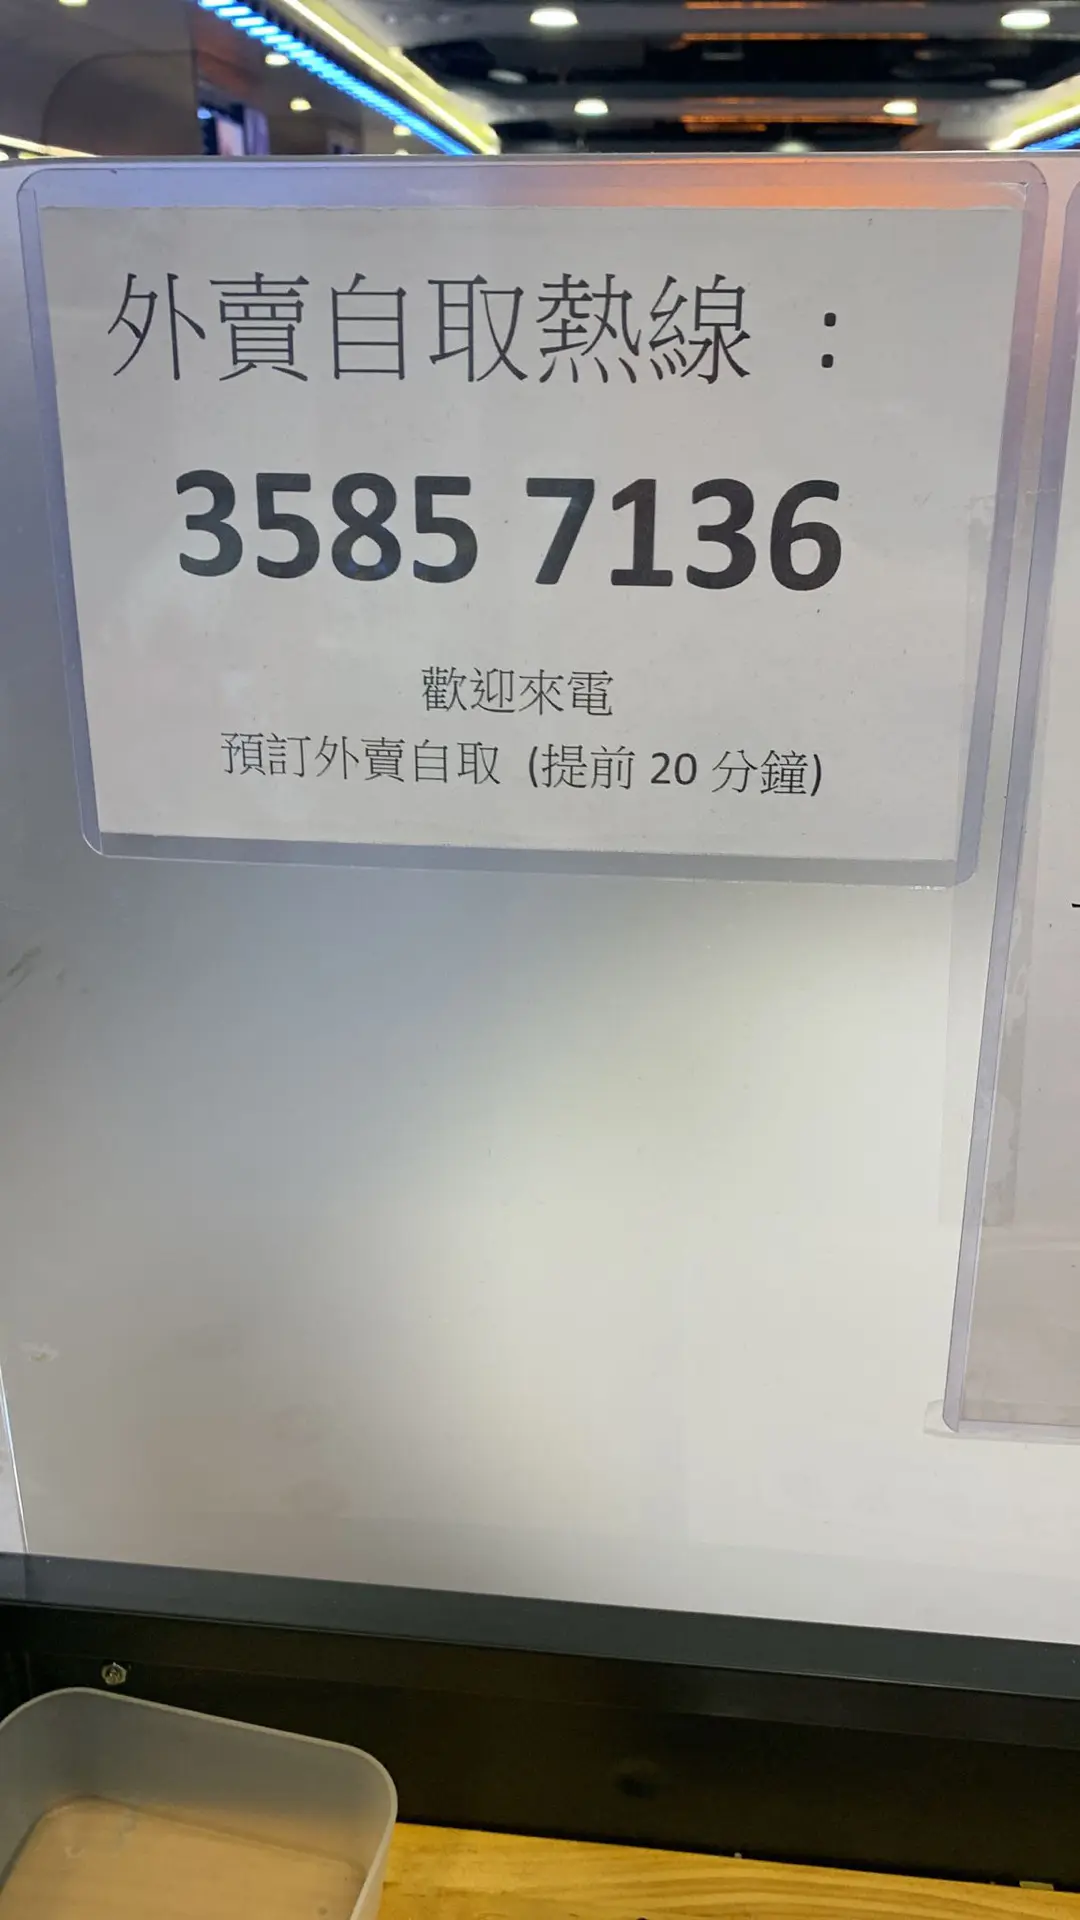 外賣自取熱線 :
3585 7136
歡迎來電
預訂外賣自取 (提前 20 分鐘)